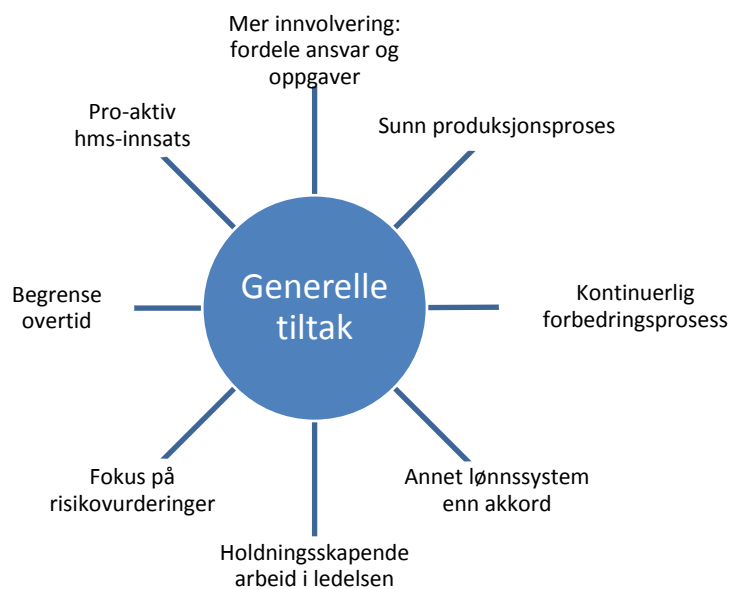 Mer innvolvering:
fordele ansvar og
oppgaver
Sunn produksjonsproses
Kontinuerlig
forbedringsprosess
Annet lønnssystem
enn akkord
Holdningsskapende
arbeid i ledelsen
Fokus på
risikovurderinger
Begrense
overtid
Pro-aktiv
hms-innsats
Generelle
tiltak